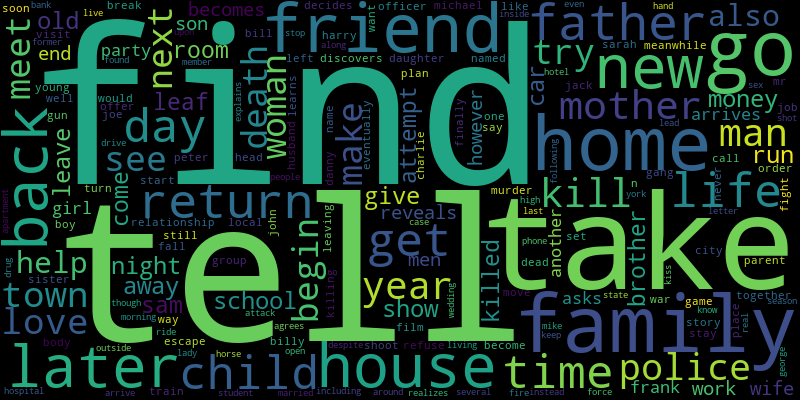 find
tell
take
friend
family
go
home
house
later
back
new
father
mother
life
kill
time
police
man
run
money
also
try
car
woman
death
make
attempt
however
return
day
see
school
child
town
love
help
night
away
sam
leaf
leave
come
girl
boy
meet
old
end
party
room
son
next
becomes
visit
soon
live
break
bank
former
young
well
would
offer
gun
joe
drive
turn
start
peter
head
relationship
local
still
fall
group
sister
though
morning
way
ride
attack
escape
lady
horse
body
outside
drug
apartment
hospital
arrive
train
student
married
including
around
realizes
several
fire
instead
force
begin
john
leaving
killing
billy
open
agrees
despite
shoot
refuse
living
become
film
show
year
get
men
give
reveals
case
wedding
killed
move
asks
set
another
phone
dead
high
last
murder
n
york
brother
state
war
game
know
city
parent
together
season
story
stay
place
real
mike
keep
frank
work
wife
george
kiss
letter
never
call
order
fight
gang
lead
following
hotel
sex
mr
job
shot
arrives
jack
meanwhile
sarah
hand
even
inside
want
like
michael
officer
decides
harry
along
stop
bill
upon
found
member
explains
left
discovers
daughter
named
plan
husband
learns
people
danny
name
eventually
charlie
finally
one
say